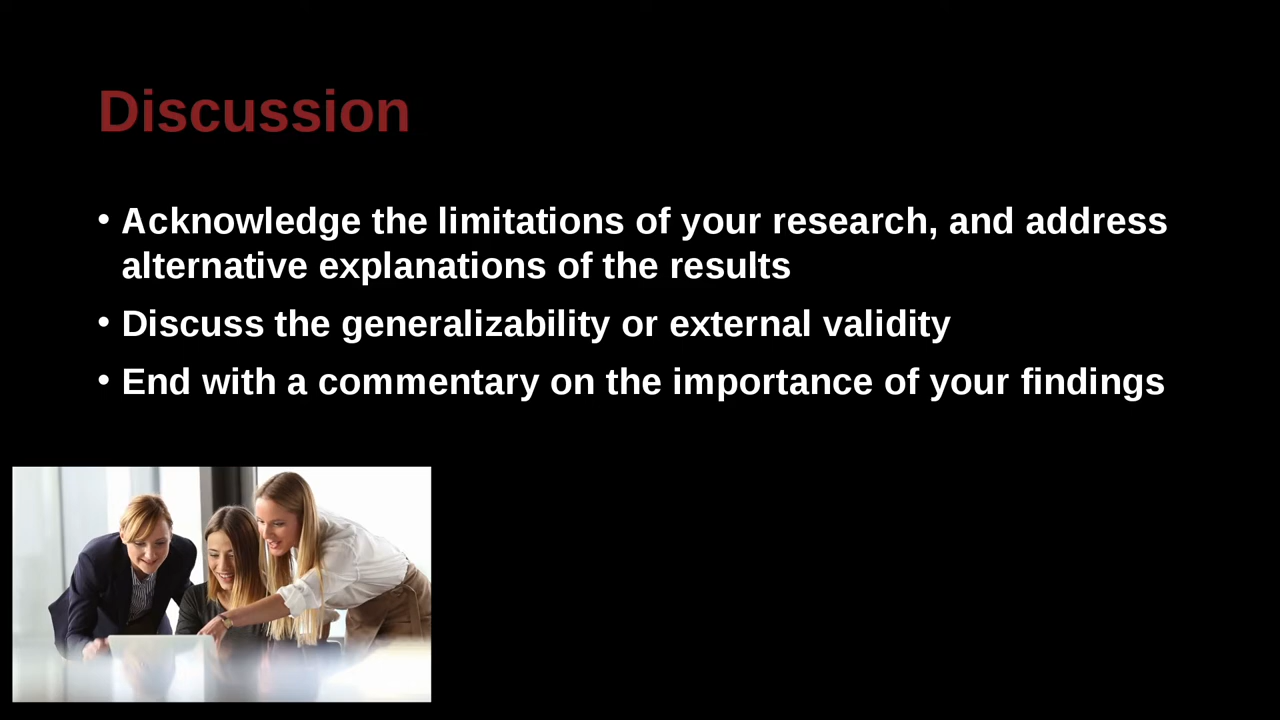 Discussion
• Acknowledge the limitations of your research, and address
alternative explanations of the results
• Discuss the generalizability or external validity
• End with a commentary on the importance of your findings